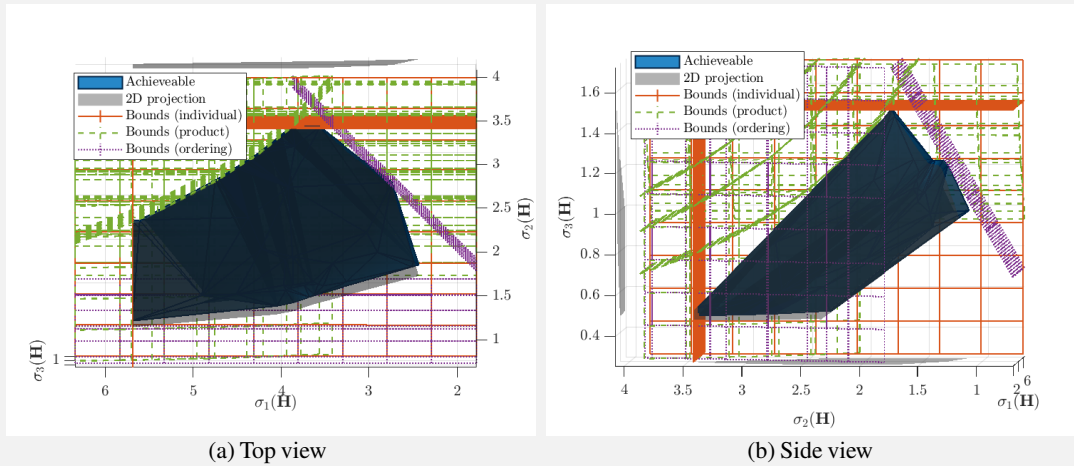 Achieveable
2D projection
Bounds (individual)
Bounds (product)
Bounds (ordering)
4
3.5
3
2.5
2
1.5
1
σ2(H)
σ3(H)
1
6
5
4
3
2
σ1(H)
(a) Top view
Achieveable
2D projection
Bounds (individual)
Bounds (product)
Bounds (ordering)
1.6
1.4
1.2
1
0.8
0.6
0.4
σ3(H)
4
3.5
3
2.5
2
1.5
1
2
6
σ1(H)
σ2(H)
(b) Side view